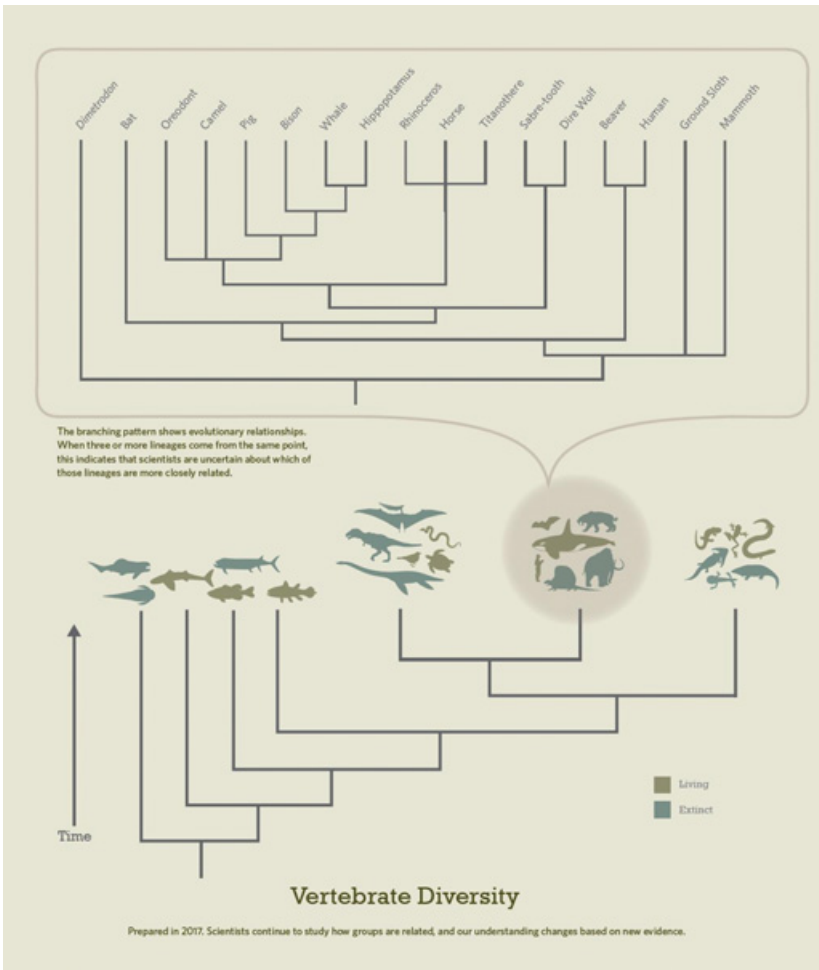 Dimetrodon
Bat
Oreodont
Camel
Pig
Bison
Whale
Hippopotamus
Rhinoceros
Horse
Titanothere
Sabre-tooth
Dire Wolf
Beaver
Human
Ground Sloth
Mammoth
The branching pattern shows evolutionary relationships.
When three or more lineages come from the same point,
this indicates that scientists are uncertain about which of
those lineages are more closely related.
Living
Extinct
Time
Vertebrate Diversity
Prepared in 2017. Scientists continue to study how groups are related, and our understanding changes based on new evidence.